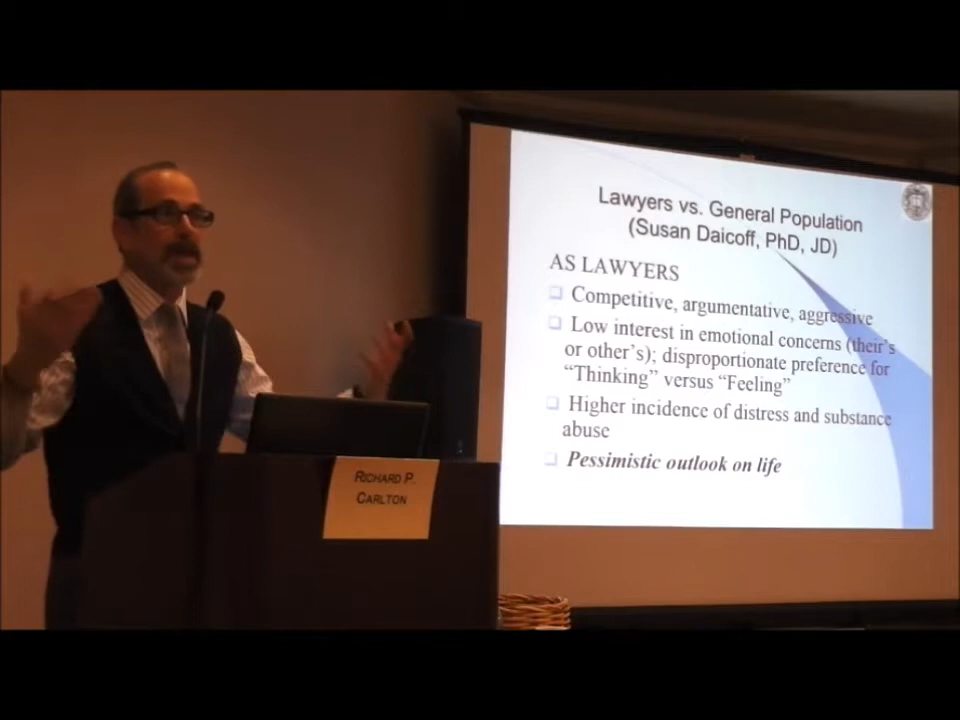 Lawyers vs. General Population
(Susan Daicoff, PhD, JD)
AS LAWYERS
Competitive, argumentative, aggressive
Low interest in emotional concerns (their's
or other's); disproportionate preference for
“Thinking” versus “Feeling”
Higher incidence of distress and substance
abuse
Pessimistic outlook on life
RICHARD P.
CARLTON